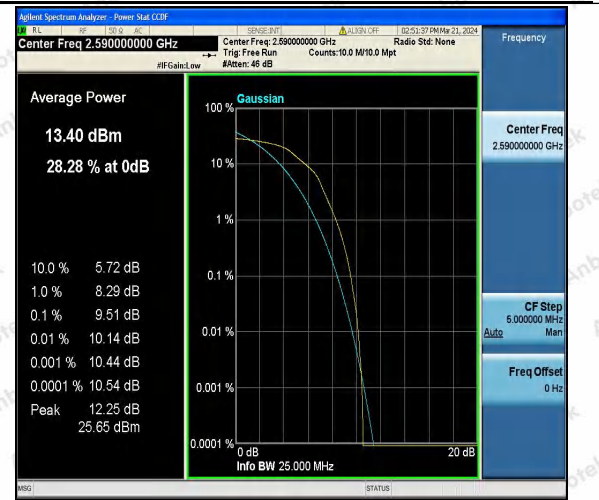 Agilent Spectrum Analyzer - Power Stat CCDF
RL RF 50 Ω AC SENSE:INT ALIGN OFF 02:51:37 PM Mar 21, 2024
Center Freq 2.590000000 GHz
Center Freq: 2.590000000 GHz Radio Std: None
Trig: Free Run Counts:10.0 M/10.0 Mpt
#IFGain:Low #Atten: 46 dB
Frequency
Average Power
13.40 dBm
28.28 % at 0dB
10.0 % 5.72 dB
1.0 % 8.29 dB
0.1 % 9.51 dB
0.01 % 10.14 dB
0.001 % 10.44 dB
0.0001 % 10.54 dB
Peak 12.25 dB
25.65 dBm
Gaussian
100 %
10 %
1 %
0.1 %
0.01 %
0.001 %
0.0001 %
0 dB 20 dB
Info BW 25.000 MHz
Center Freq
2.590000000 GHz
CF Step
5.000000 MHz
Auto Man
Freq Offset
0 Hz
MSG STATUS